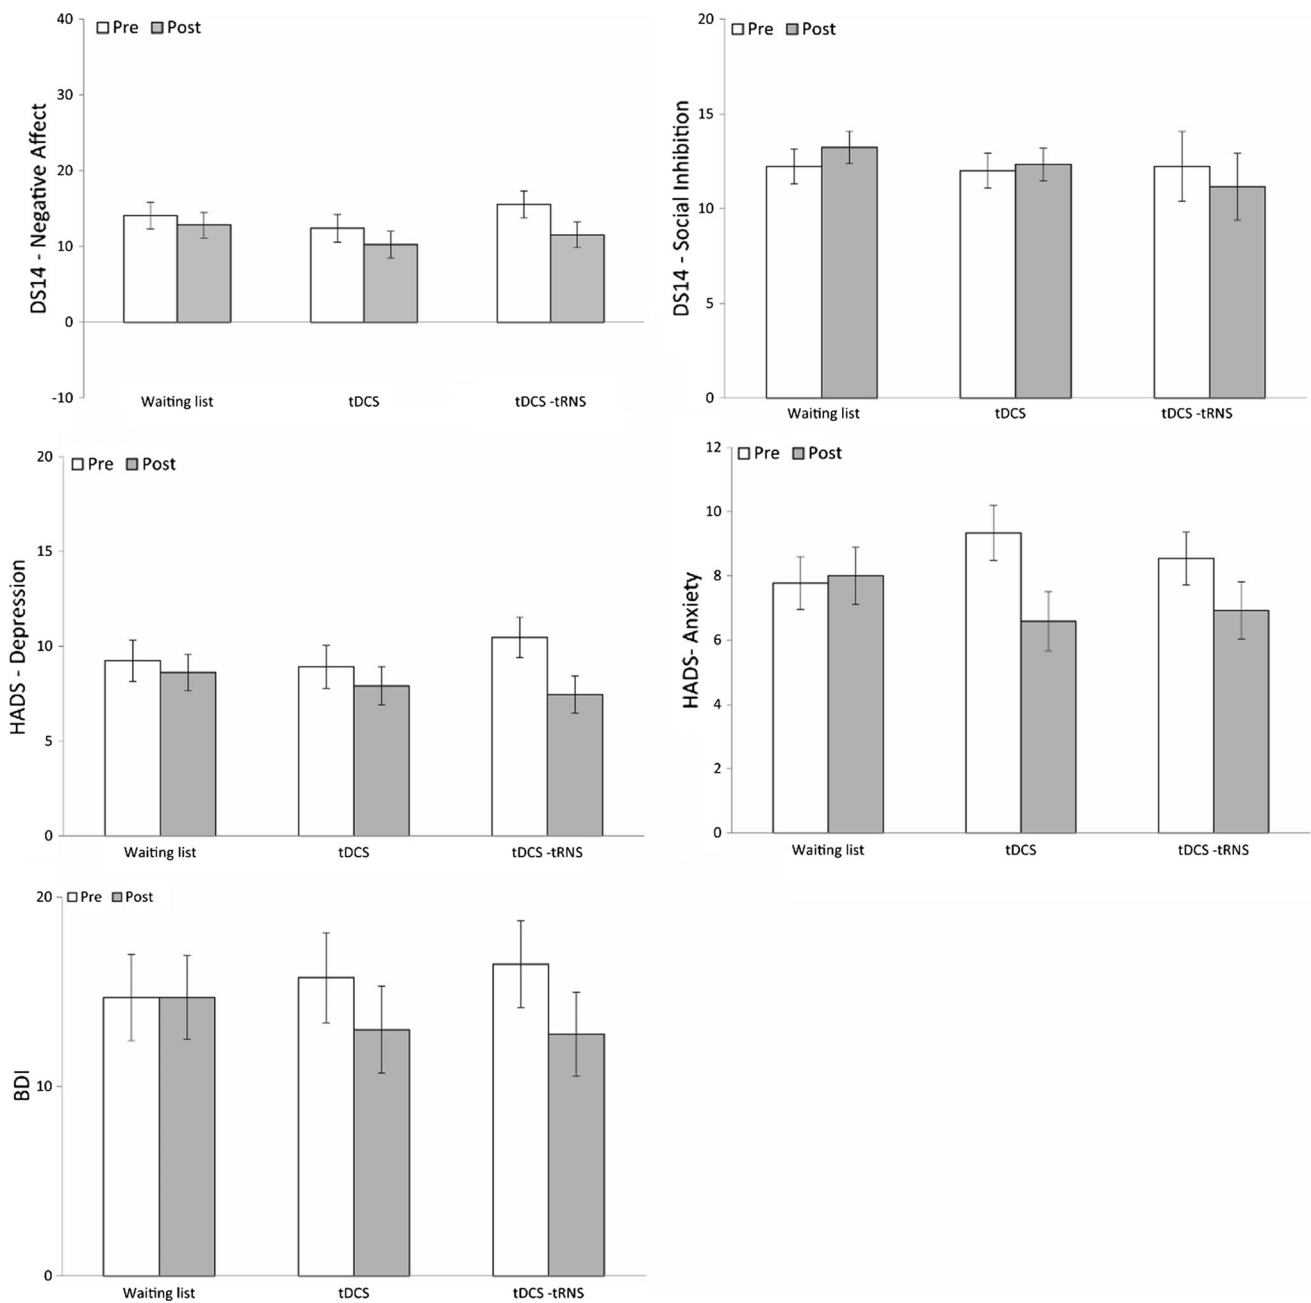 DS14 - Negative Affect
Pre Post
40
30
20
10
0
-10
Waiting list tDCS tDCS -tRNS
DS14 - Social Inhibition
Pre Post
20
15
10
5
0
Waiting list tDCS tDCS -tRNS
HADS - Depression
Pre Post
20
15
10
5
0
Waiting list tDCS tDCS -tRNS
HADS- Anxiety
Pre Post
12
10
8
6
4
2
0
Waiting list tDCS tDCS -tRNS
BDI
Pre Post
20
10
0
Waiting list tDCS tDCS -tRNS